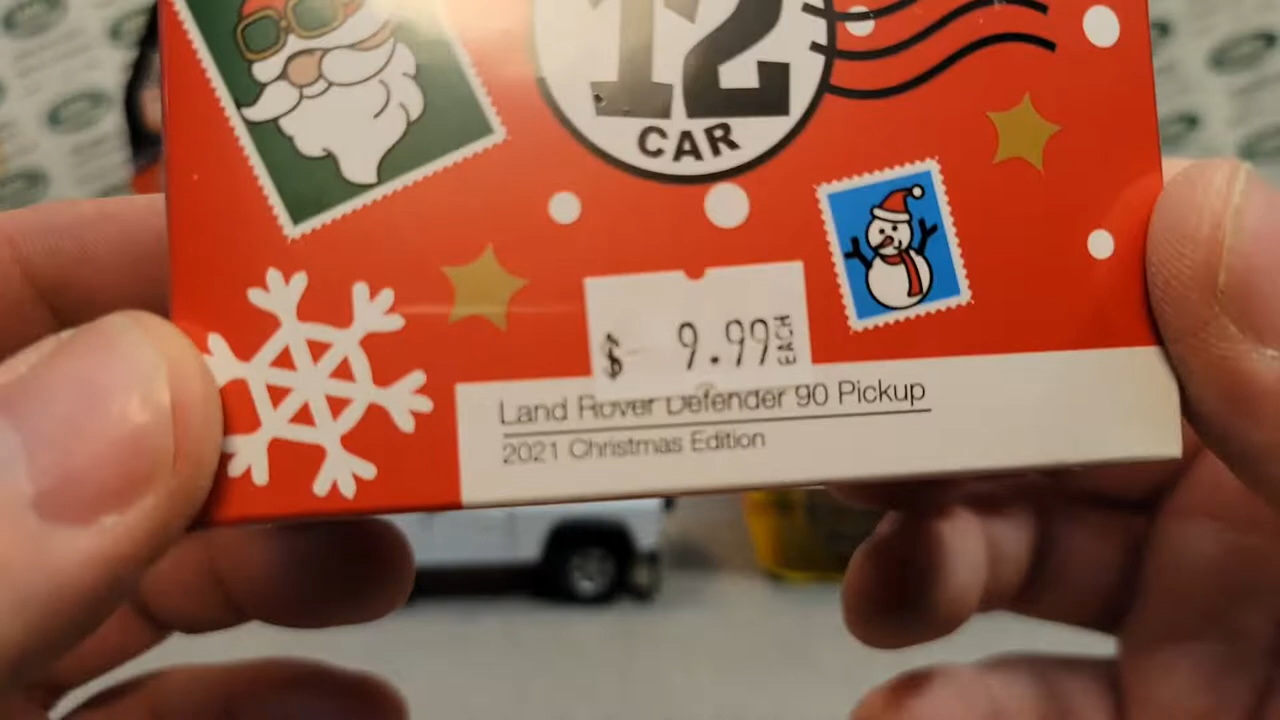 12
CAR
$ 9.99 EACH
Land Rover Defender 90 Pickup
2021 Christmas Edition